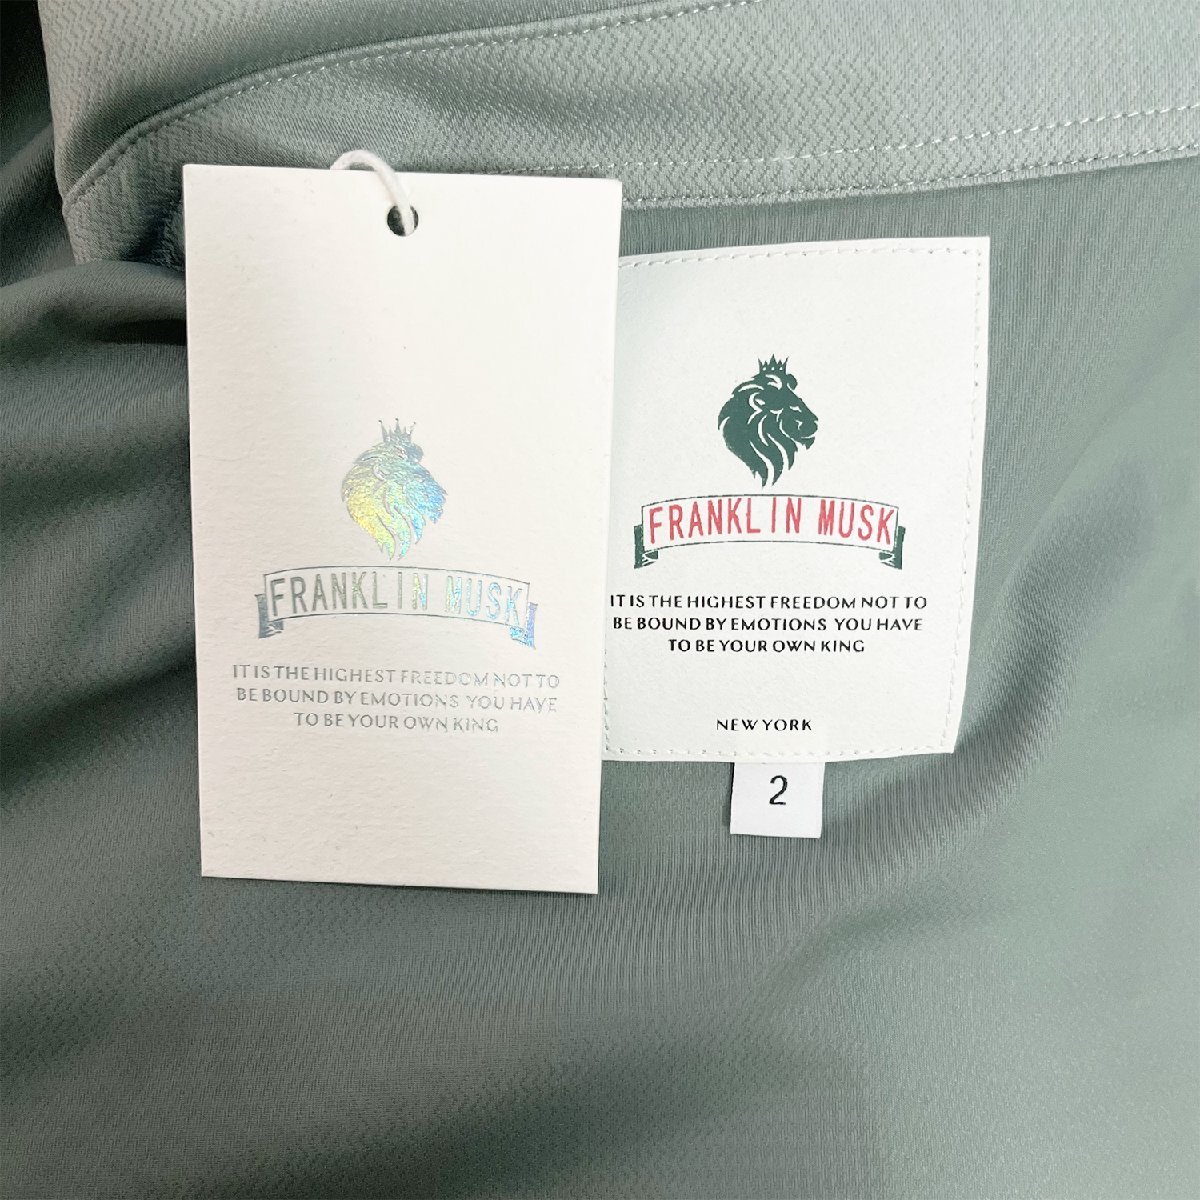 FRANKLIN MUSK
IT IS THE HIGHEST FREEDOM NOT TO
BE BOUND BY EMOTIONS YOU HAVE
TO BE YOUR OWN KING
FRANKLIN MUSK
IT IS THE HIGHEST FREEDOM NOT TO
BE BOUND BY EMOTIONS YOU HAVE
TO BE YOUR OWN KING
NEW YORK
2